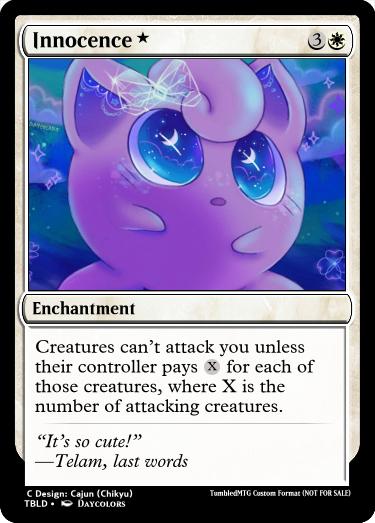 Innocence ★
3
DAYCOLORS
Enchantment
Creatures can't attack you unless
their controller pays X for each of
those creatures, where X is the
number of attacking creatures.
“It's so cute!”
—Telam, last words
C Design: Cajun (Chikyu)
TumbledMTG Custom Format (NOT FOR SALE)
TBLD • DAYCOLORS